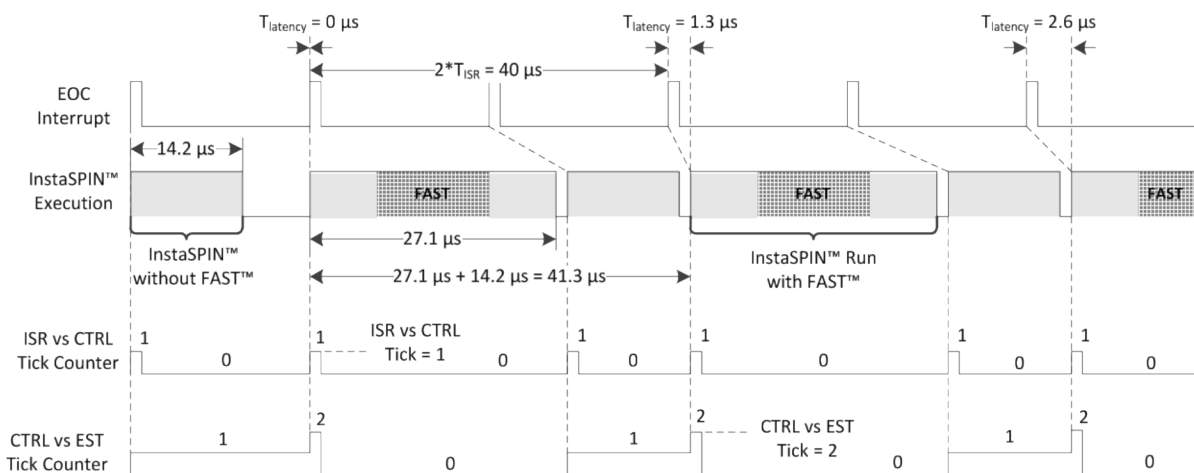 Tlatency = 0 µs
Tlatency = 1.3 µs
Tlatency = 2.6 µs
2*TISR = 40 µs
EOC
Interrupt
14.2 µs
InstaSPIN™
Execution
FAST
FAST
FAST
27.1 µs
InstaSPIN™
without FAST™
InstaSPIN™ Run
with FAST™
27.1 µs + 14.2 µs = 41.3 µs
ISR vs CTRL
Tick Counter
1
0
1
ISR vs CTRL
Tick = 1
0
1
0
1
0
1
0
1
0
CTRL vs EST
Tick Counter
1
2
0
1
2
CTRL vs EST
Tick = 2
0
1
2
0